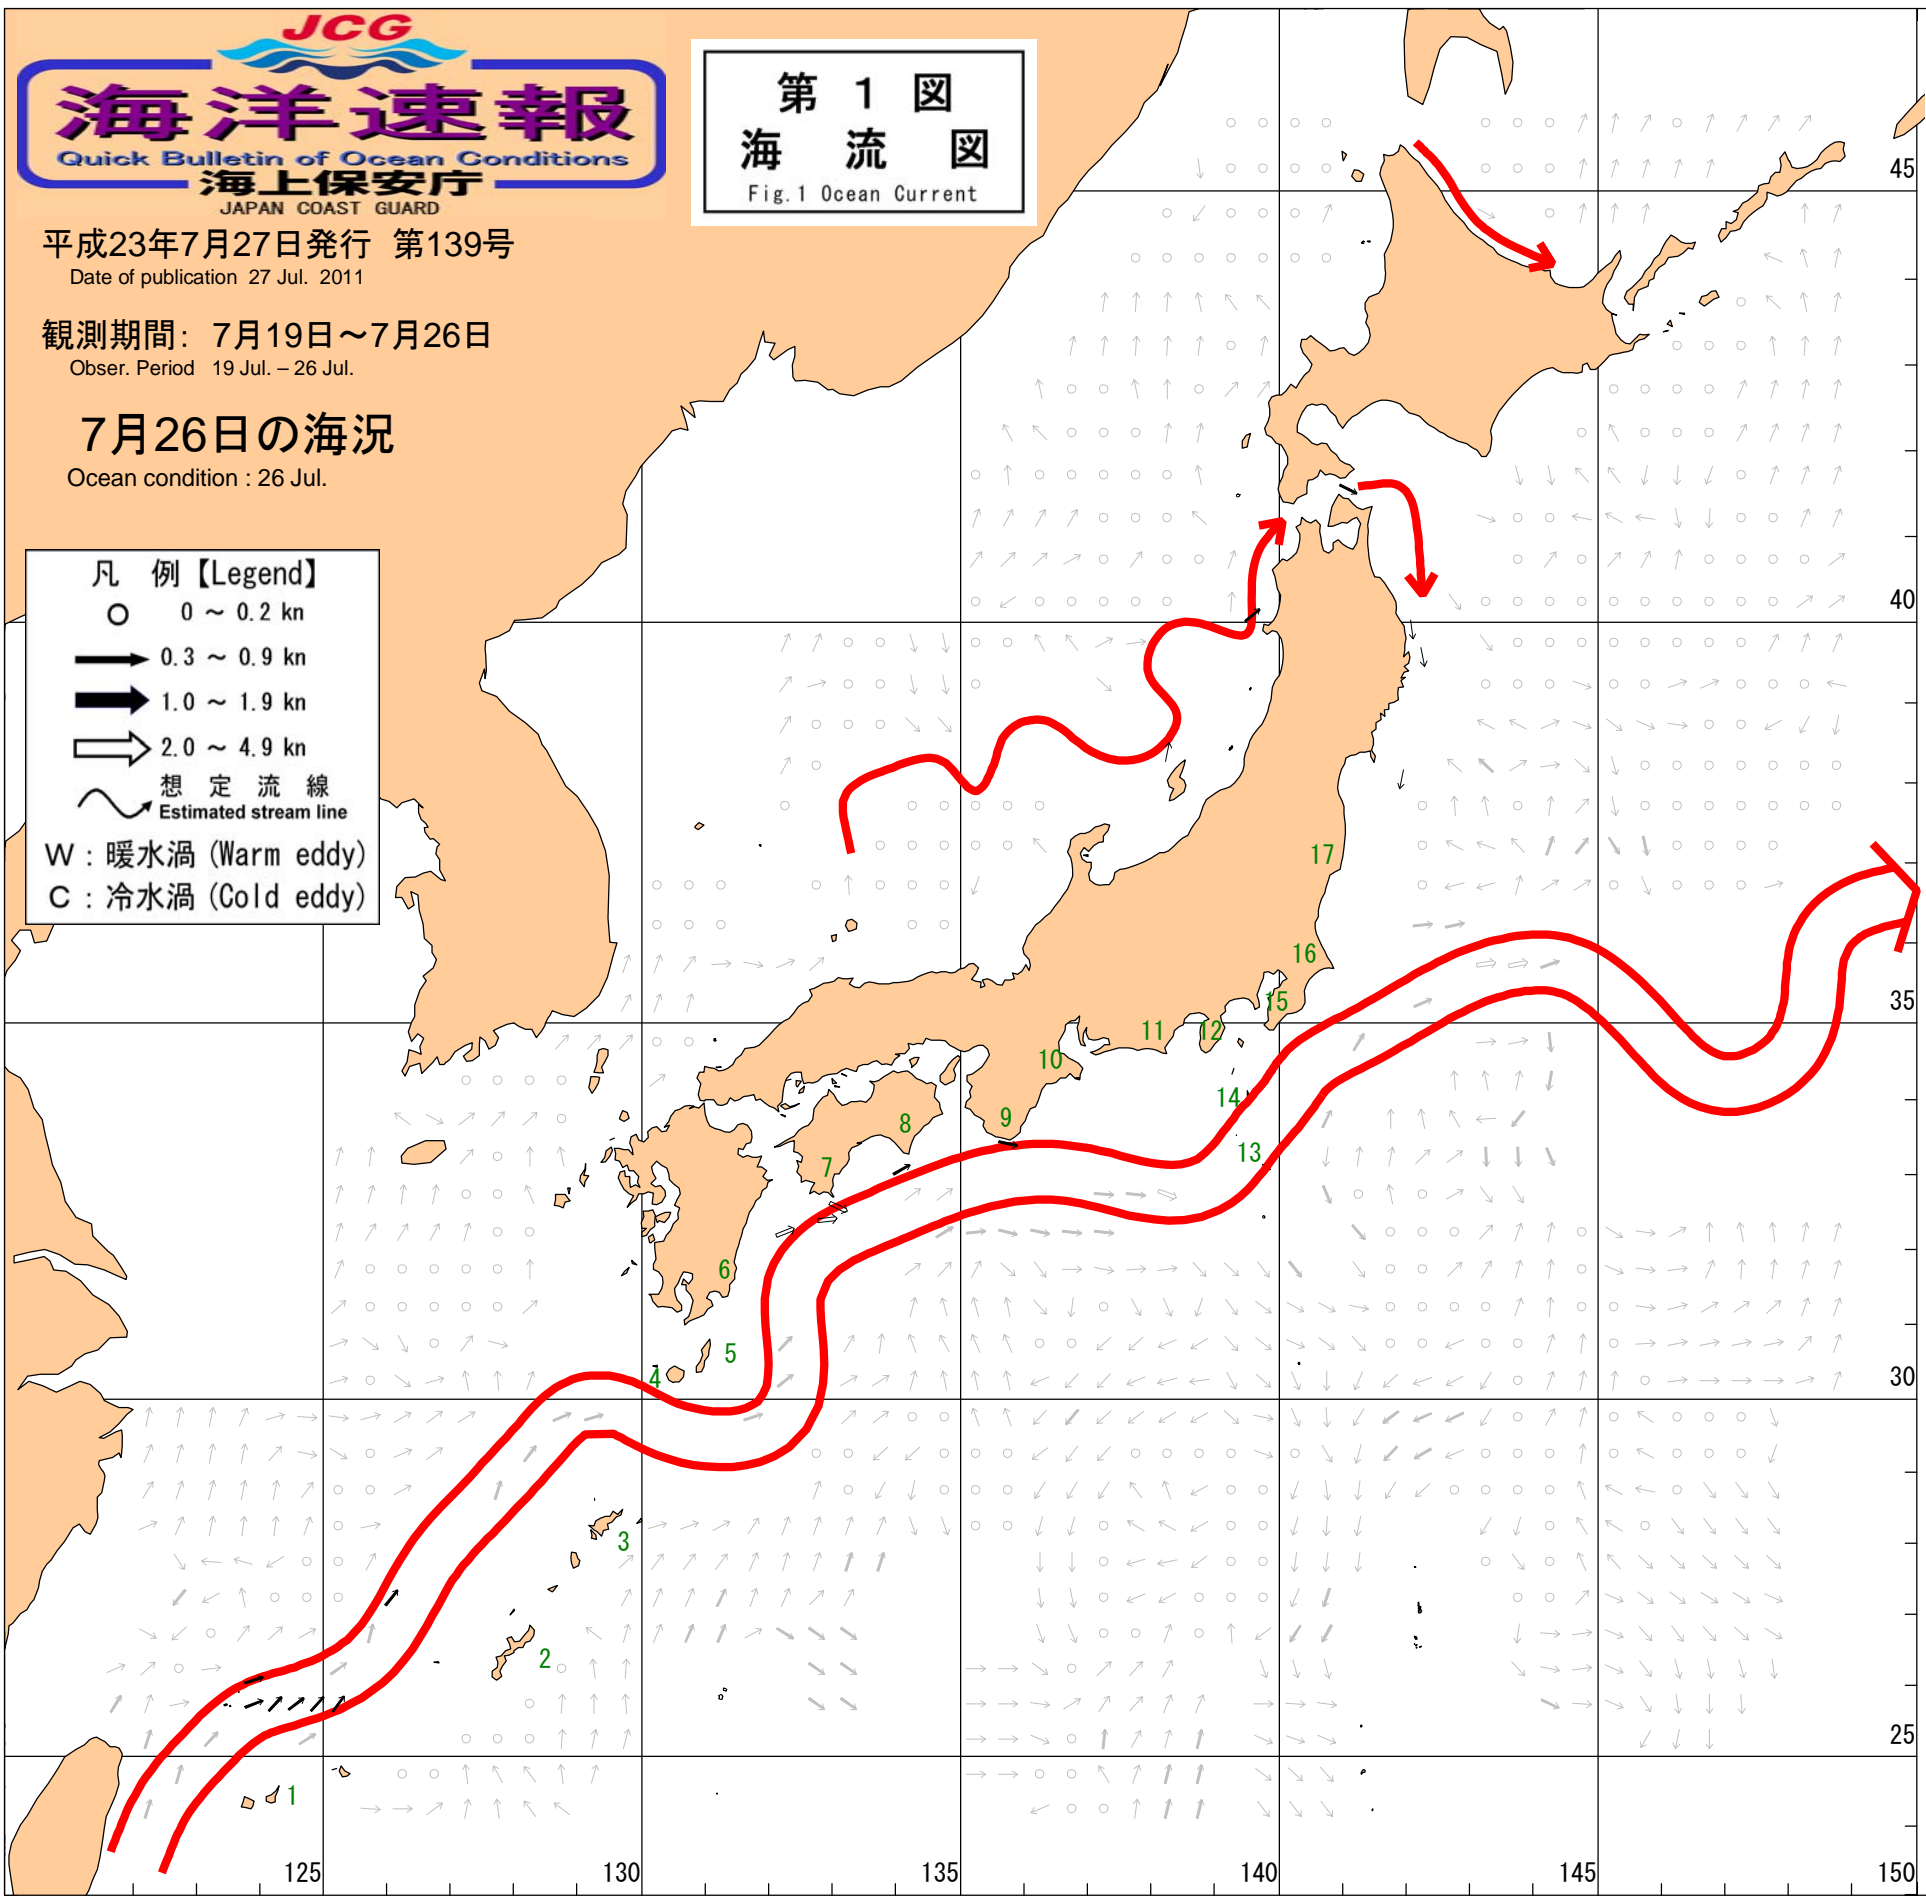 JCG
海洋速報
Quick Bulletin of Ocean Conditions
海上保安庁
JAPAN COAST GUARD
第 1 図
海 流 図
Fig.1 Ocean Current
平成23年7月27日発行 第139号
Date of publication 27 Jul. 2011
観測期間: 7月19日～7月26日
Obser. Period 19 Jul. – 26 Jul.
7月26日の海況
Ocean condition : 26 Jul.
凡 例【Legend】
0 ～ 0.2 kn
0.3 ～ 0.9 kn
1.0 ～ 1.9 kn
2.0 ～ 4.9 kn
想 定 流 線
Estimated stream line
W : 暖水渦 (Warm eddy)
C : 冷水渦 (Cold eddy)
45
40
17
16
35
15
11
12
10
14
9
8
13
7
6
5
4
30
3
2
25
1
125
130
135
140
145
150